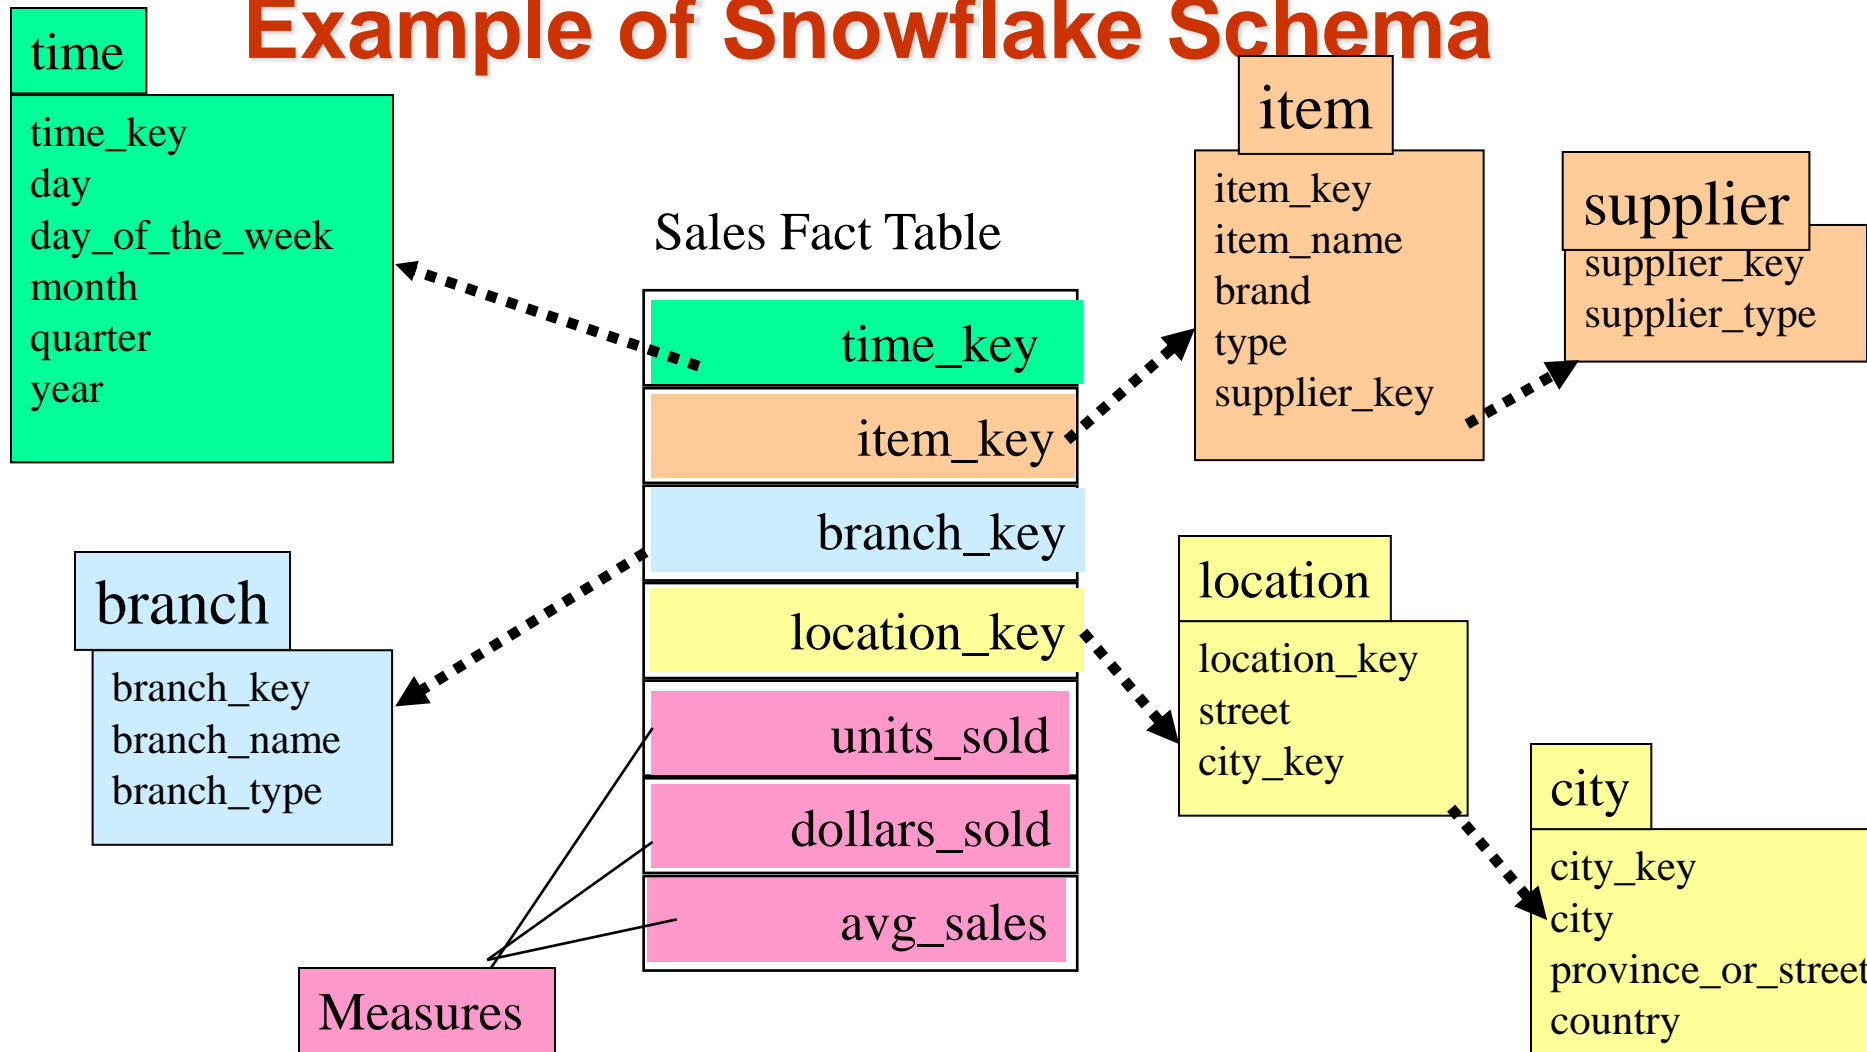 Example of Snowflake Schema
time
time_key
day
day_of_the_week
month
quarter
year
Sales Fact Table
time_key
item_key
branch_key
location_key
units_sold
dollars_sold
avg_sales
item
item_key
item_name
brand
type
supplier_key
supplier
supplier_key
supplier_type
branch
branch_key
branch_name
branch_type
location
location_key
street
city_key
city
city_key
city
province_or_street
country
Measures